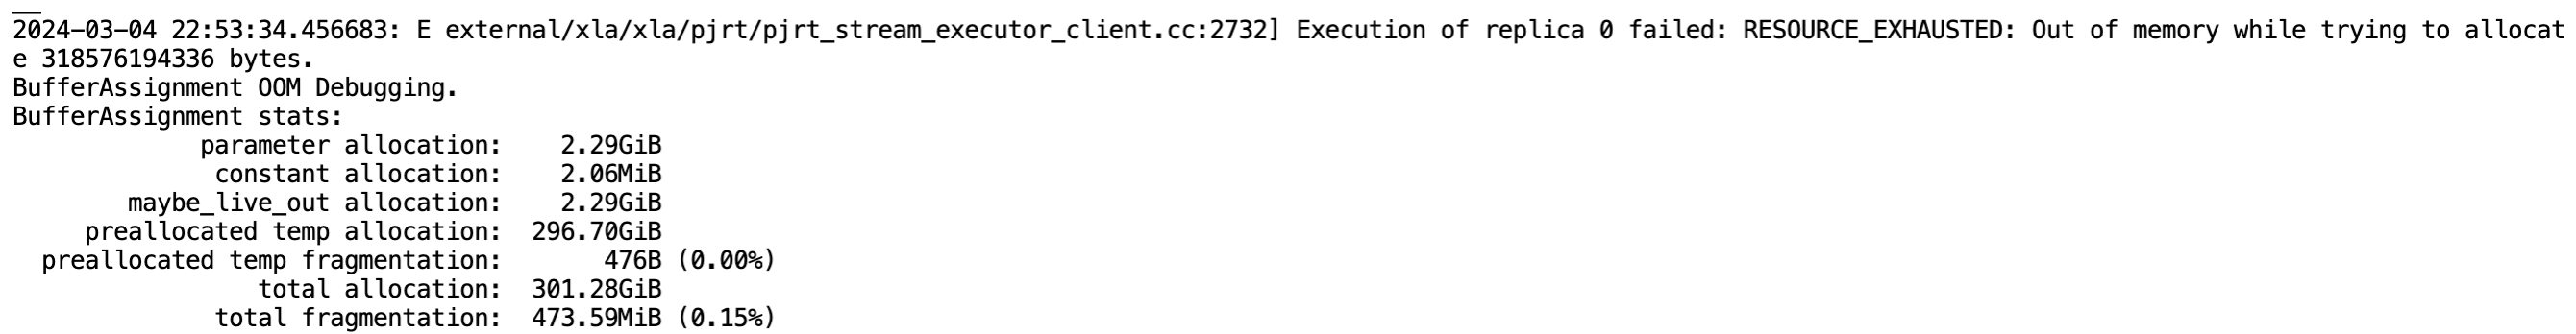 2024-03-04 22:53:34.456683: E external/xla/xla/pjrt/pjrt_stream_executor_client.cc:2732] Execution of replica 0 failed: RESOURCE_EXHAUSTED: Out of memory while trying to allocat
e 318576194336 bytes.
BufferAssignment OOM Debugging.
BufferAssignment stats:
             parameter allocation:    2.29GiB
              constant allocation:    2.06MiB
        maybe_live_out allocation:    2.29GiB
     preallocated temp allocation:  296.70GiB
  preallocated temp fragmentation:       476B (0.00%)
                 total allocation:  301.28GiB
              total fragmentation:  473.59MiB (0.15%)